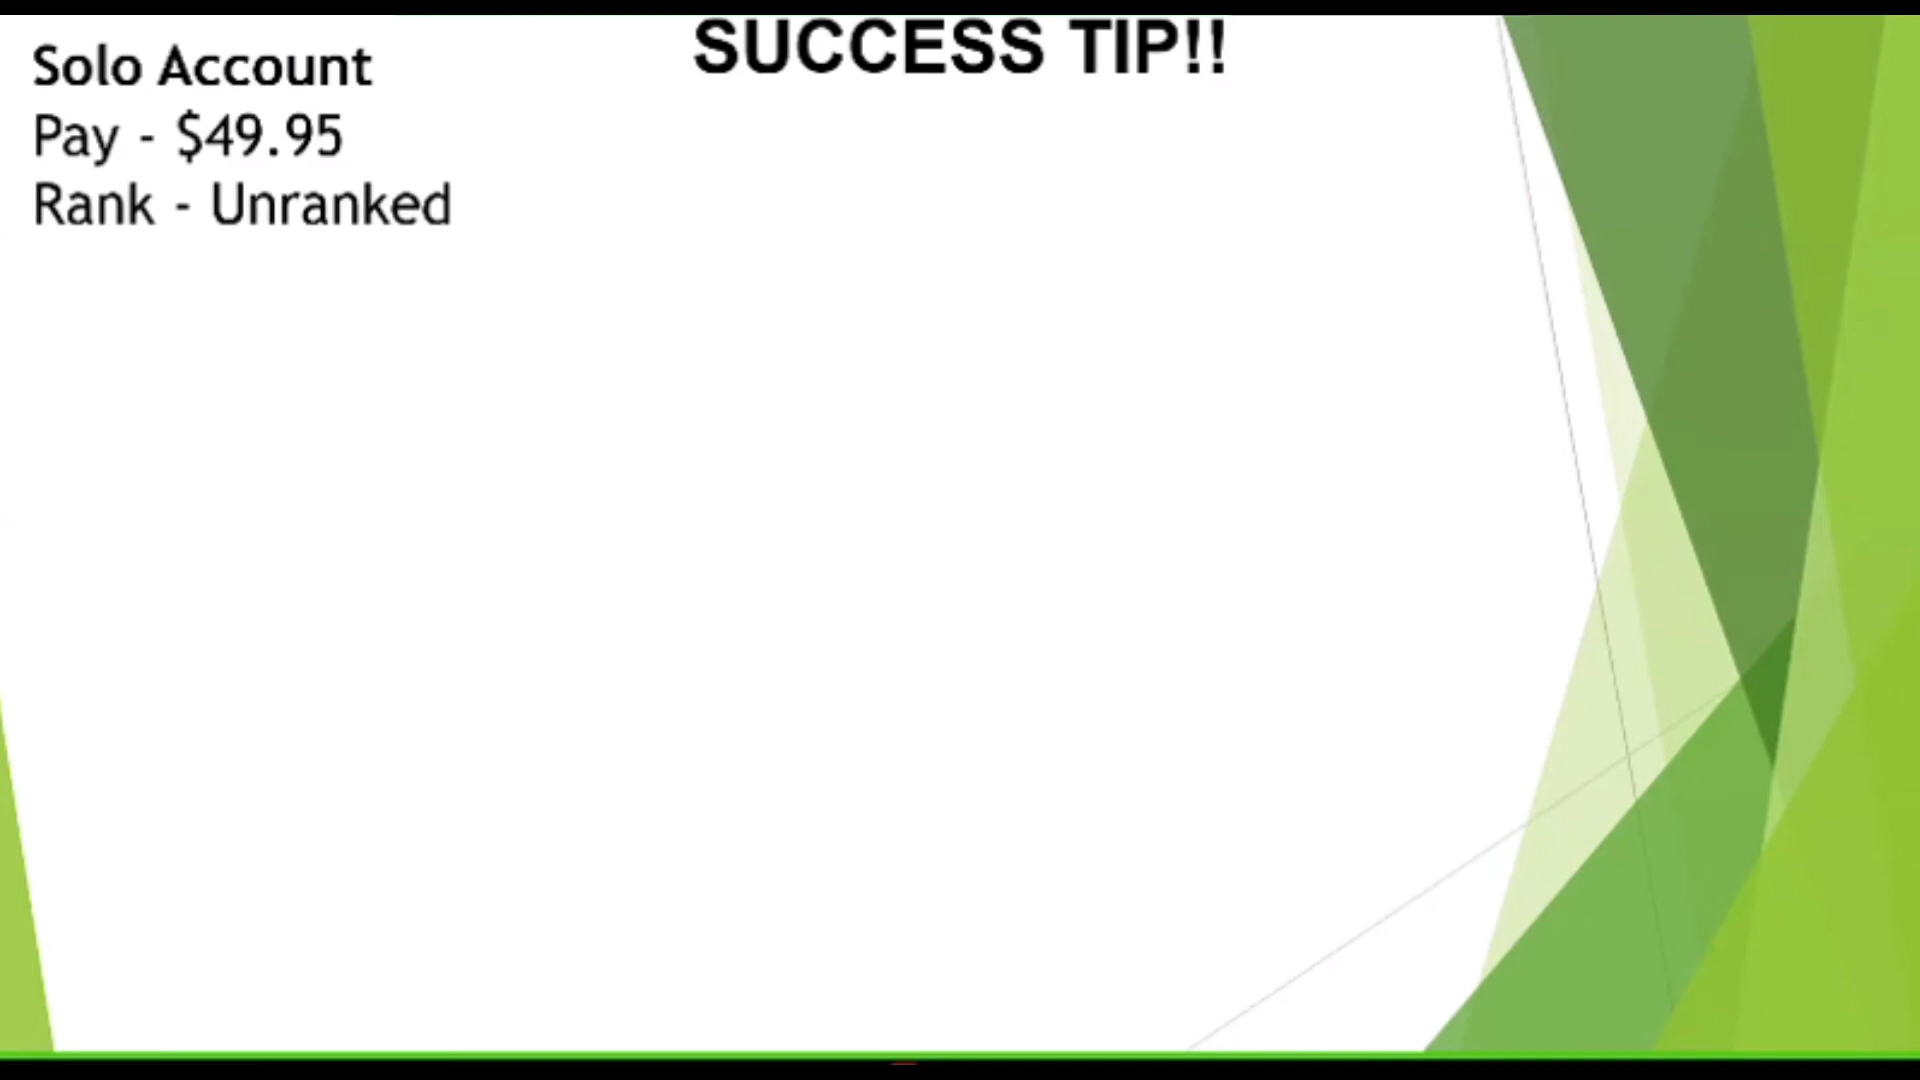 SUCCESS TIP!!
Solo Account
Pay - $49.95
Rank - Unranked